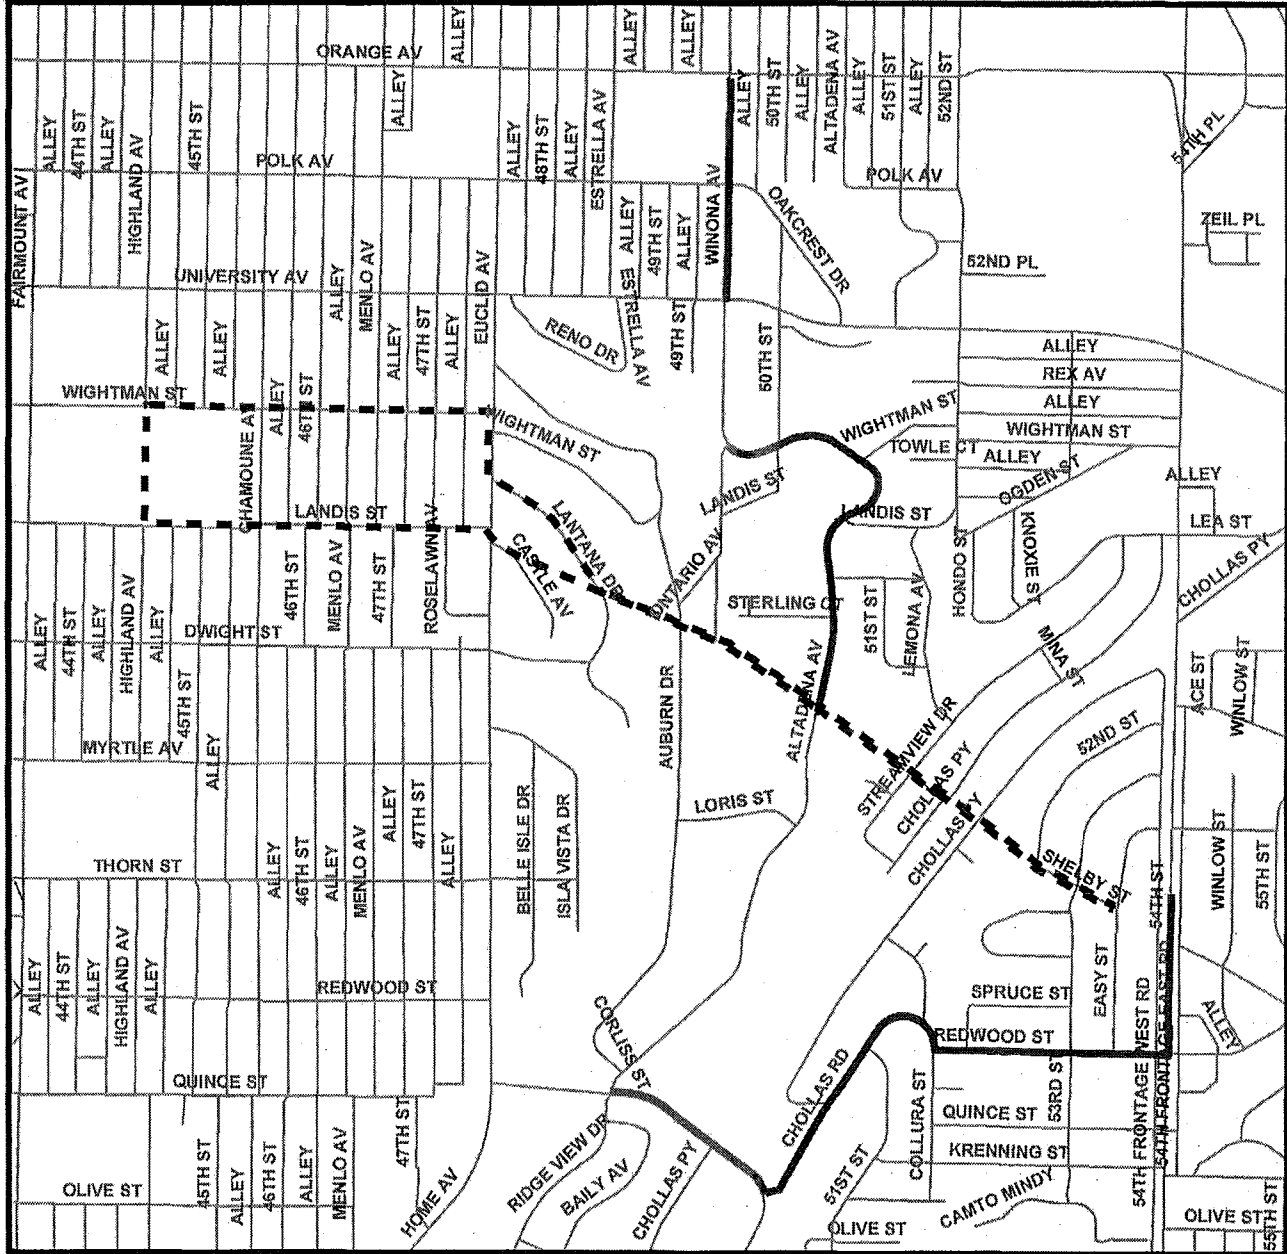 ORANGE AV
ALLEY
ALLEY
ALLEY
ALLEY
ALLEY
50TH ST
ALLEY
ALTADENA AV
ALLEY
51ST ST
ALLEY
52ND ST
54TH PL
ALLEY
44TH ST
ALLEY
HIGHLAND AV
45TH ST
POLK AV
ALLEY
48TH ST
ALLEY
ESTRELLA AV
POLK AV
FAIRMOUNT AV
ALLEY
49TH ST
ALLEY
WINONA AV
OAKCREST DR
ZEIL PL
UNIVERSITY AV
ALLEY
MENLO AV
EUCLID AV
ESTRELLA AV
52ND PL
ALLEY
ALLEY
ALLEY
47TH ST
ALLEY
RENO DR
49TH ST
50TH ST
ALLEY
REX AV
ALLEY
WIGHTMAN ST
ALLEY
46TH ST
WIGHTMAN ST
WIGHTMAN ST
WIGHTMAN ST
TOWLE CT
ALLEY
OGDEN ST
ALLEY
CHAMOUNE AV
LANDIS ST
ROSELAWN AV
LANTANA DR
LANDIS ST
LANDIS ST
LEA ST
CASTLE AV
ONTARIO AV
HONDO ST
KNOXIE ST
CHOLLAS PY
ALLEY
44TH ST
ALLEY
HIGHLAND AV
ALLEY
DWIGHT ST
46TH ST
MENLO AV
47TH ST
STERLING CT
51ST ST
LEMONA AV
MINA ST
45TH ST
AUBURN DR
ALTADENA AV
STREAMVIEW DR
ACE ST
WINLOW ST
MYRTLE AV
ALLEY
52ND ST
CHOLLAS PY
CHOLLAS PY
LORIS ST
ALLEY
47TH ST
BELLE ISLE DR
ISLA VISTA DR
THORN ST
ALLEY
46TH ST
ALLEY
MENLO AV
ALLEY
SHELBY ST
54TH ST
WINLOW ST
55TH ST
ALLEY
44TH ST
ALLEY
HIGHLAND AV
ALLEY
REDWOOD ST
SPRUCE ST
EASY ST
54TH FRONTAGE WEST RD
54TH FRONTAGE EAST RD
ALLEY
CORLISS ST
REDWOOD ST
QUINCE ST
CHOLLAS RD
COLLURA ST
53RD ST
QUINCE ST
KRENNING ST
45TH ST
ALLEY
46TH ST
ALLEY
MENLO AV
47TH ST
RIDGE VIEW DR
BAILY AV
CHOLLAS PY
51ST ST
OLIVE ST
HOME AV
CAMTO MINDY
OLIVE ST
OLIVE ST
55TH ST